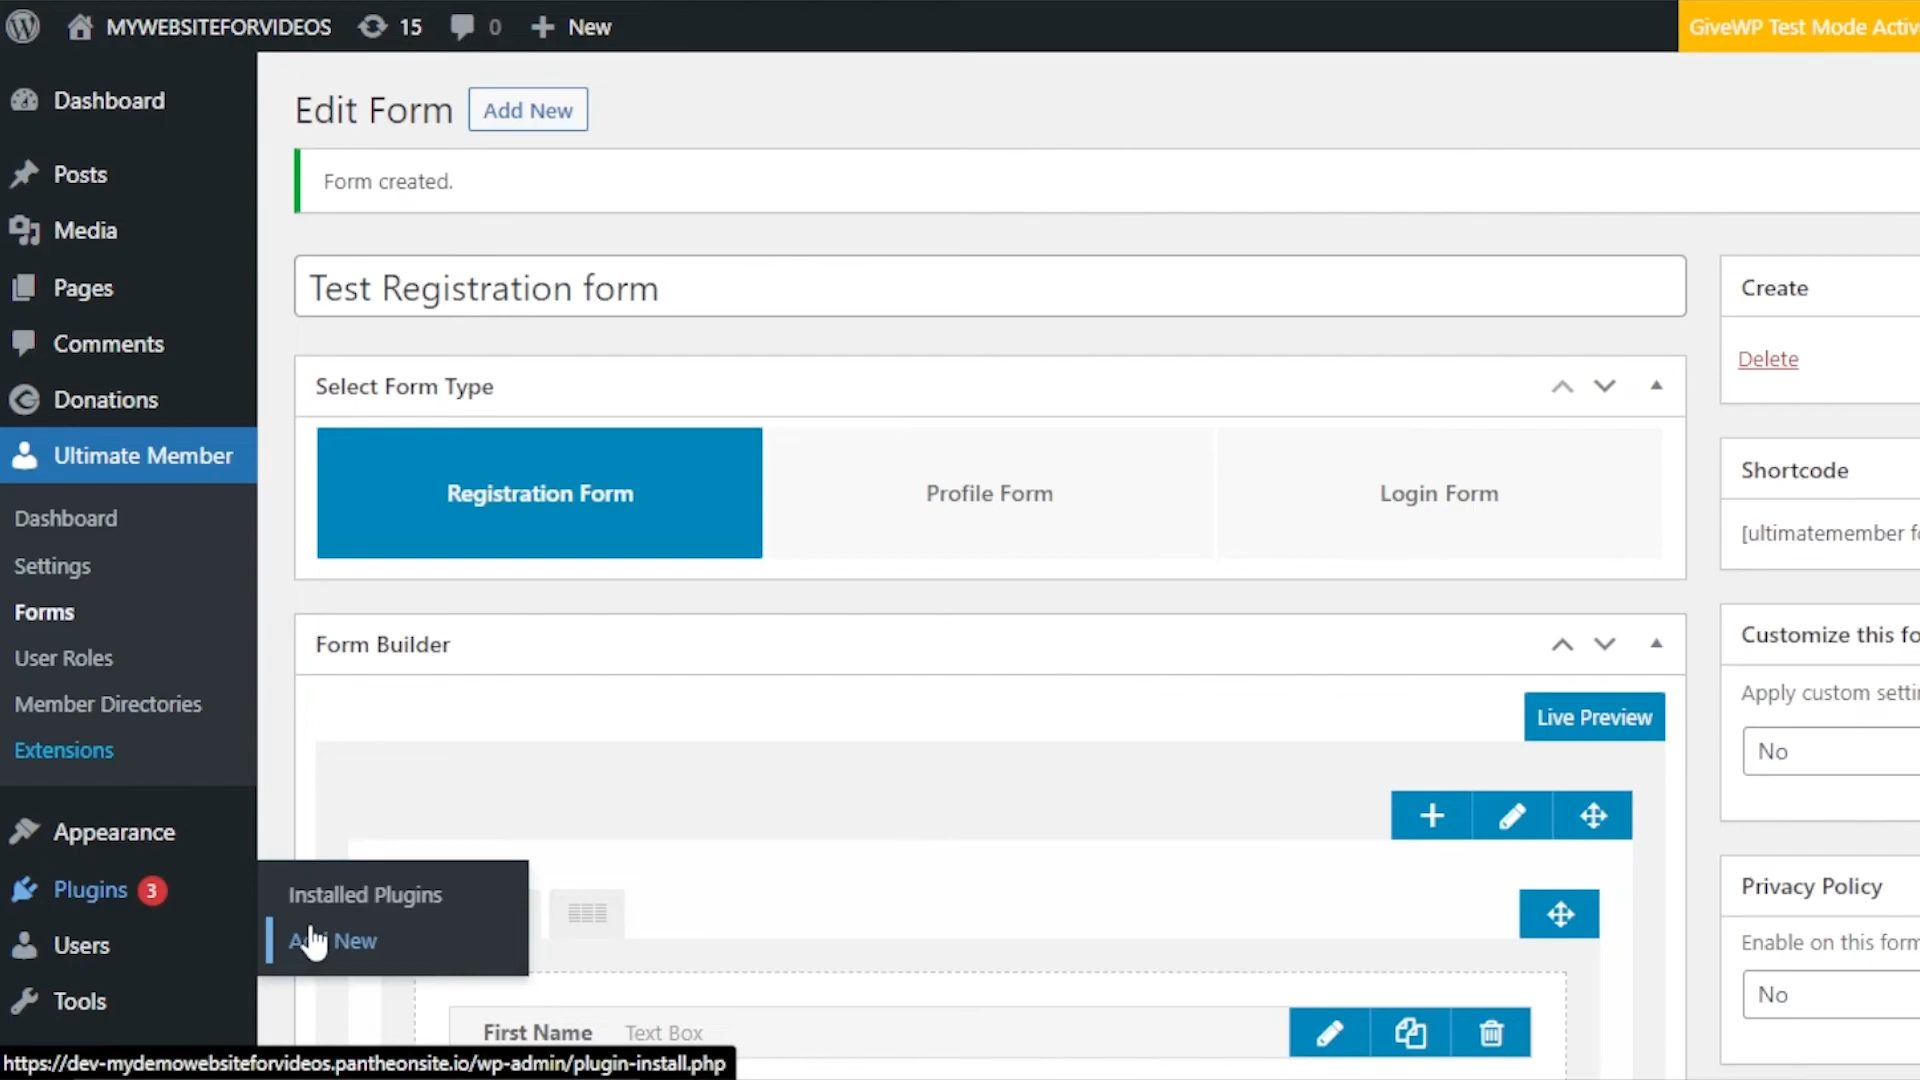 MYWEBSITEFORVIDEOS 15 0 New
GiveWP Test Mode Activ
Dashboard
Posts
Media
Pages
Comments
Donations
Ultimate Member
Dashboard
Settings
Forms
User Roles
Member Directories
Extensions
Appearance
Plugins 3
Users
Tools
Installed Plugins
Add New
Edit Form Add New
Form created.
Test Registration form
Select Form Type
Registration Form Profile Form Login Form
Form Builder
Live Preview
First Name Text Box
Create
Delete
Shortcode
[ultimatemember fo
Customize this fo
Apply custom settin
No
Privacy Policy
Enable on this form
No
https://dev-mydemowebsiteforvideos.pantheonsite.io/wp-admin/plugin-install.php